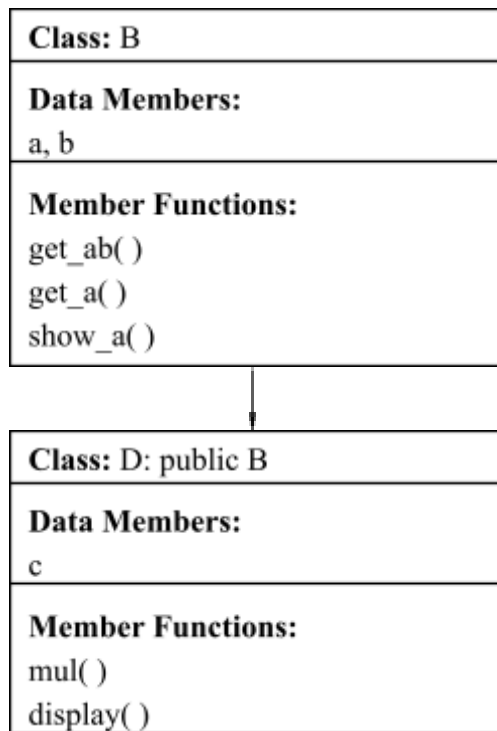 Class: B
Data Members:
a, b
Member Functions:
get_ab( )
get_a( )
show_a( )
Class: D: public B
Data Members:
c
Member Functions:
mul( )
display( )